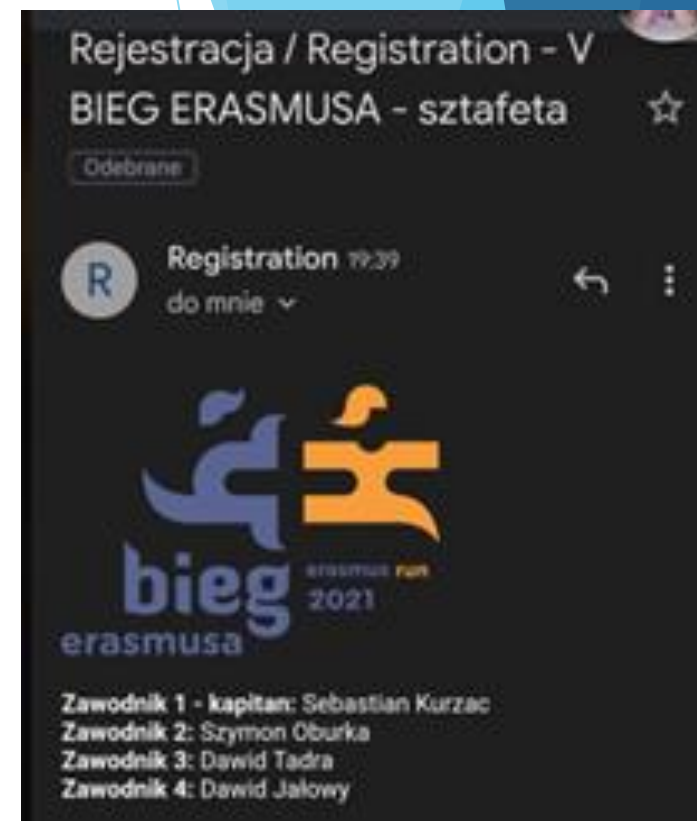 Rejestracja / Registration - V
BIEG ERASMUSA - sztafeta
Odebrane
R
Registration 19:39
do mnie
bieg
erasmus run
2021
erasmusa
Zawodnik 1 - kapitan: Sebastian Kurzac
Zawodnik 2: Szymon Oburka
Zawodnik 3: Dawid Tadra
Zawodnik 4: Dawid Jałowy